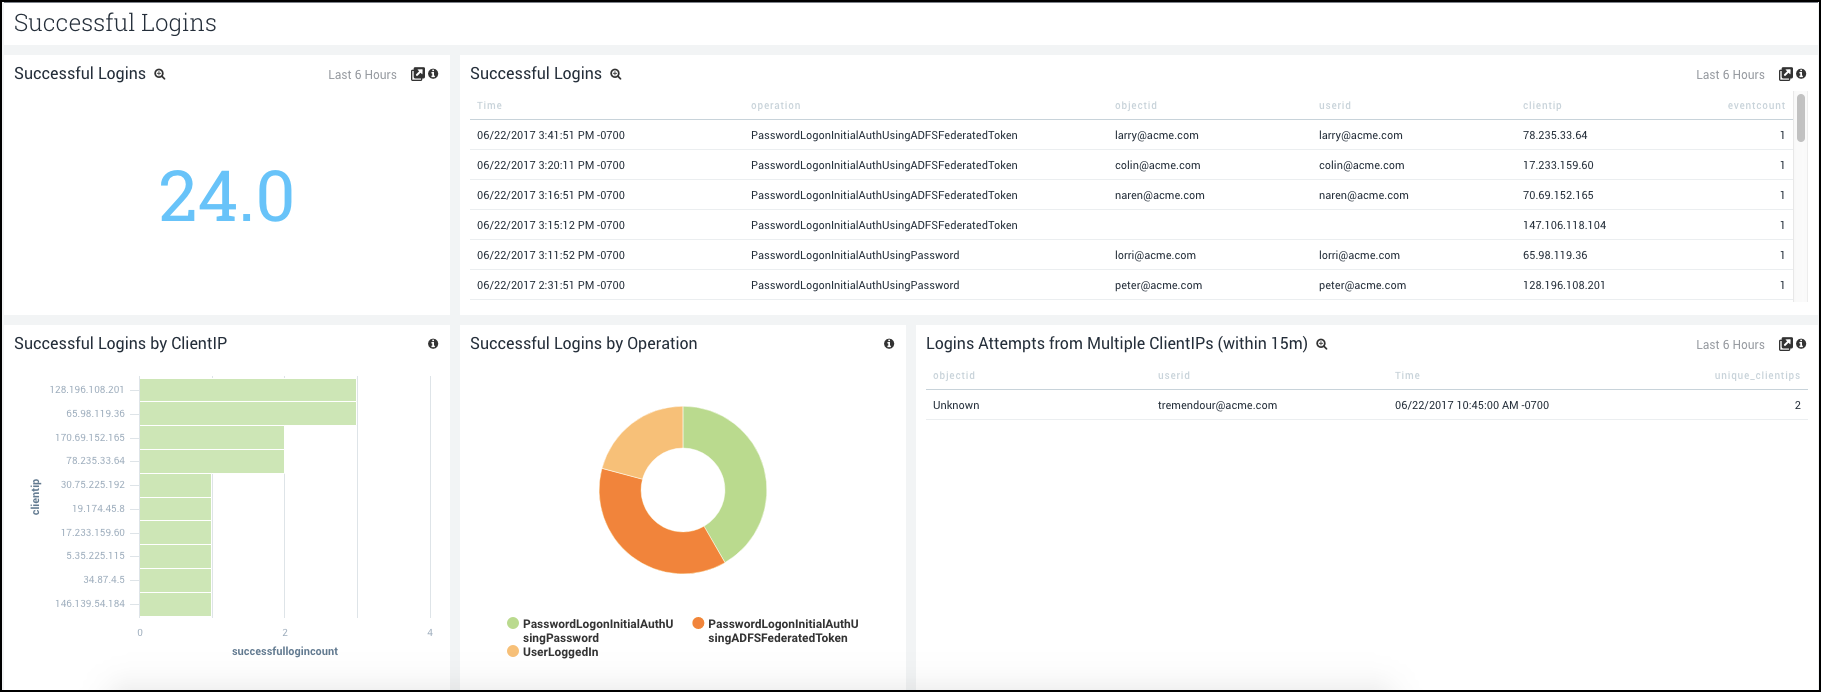 Successful Logins
Successful Logins Last 6 Hours
24.0
Successful Logins Last 6 Hours
Time operation objectid userid clientip eventcount
06/22/2017 3:41:51 PM -0700 PasswordLogonInitialAuthUsingADFSFederatedToken larry@acme.com larry@acme.com 78.235.33.64 1
06/22/2017 3:20:11 PM -0700 PasswordLogonInitialAuthUsingADFSFederatedToken colin@acme.com colin@acme.com 17.233.159.60 1
06/22/2017 3:16:51 PM -0700 PasswordLogonInitialAuthUsingADFSFederatedToken naren@acme.com naren@acme.com 70.69.152.165 1
06/22/2017 3:15:12 PM -0700 PasswordLogonInitialAuthUsingADFSFederatedToken 147.106.118.104 1
06/22/2017 3:11:52 PM -0700 PasswordLogonInitialAuthUsingPassword lorri@acme.com lorri@acme.com 65.98.119.36 1
06/22/2017 2:31:51 PM -0700 PasswordLogonInitialAuthUsingPassword peter@acme.com peter@acme.com 128.196.108.201 1
Successful Logins by ClientIP
clientip
128.196.108.201
65.98.119.36
170.69.152.165
78.235.33.64
30.75.225.192
19.174.45.8
17.233.159.60
5.35.225.115
34.87.4.5
146.139.54.184
0 2 4
successfullogincount
Successful Logins by Operation
PasswordLogonInitialAuthU
singPassword
PasswordLogonInitialAuthU
singADFSFederatedToken
UserLoggedIn
Logins Attempts from Multiple ClientIPs (within 15m) Last 6 Hours
objectid userid Time unique_clientips
Unknown tremendour@acme.com 06/22/2017 10:45:00 AM -0700 2